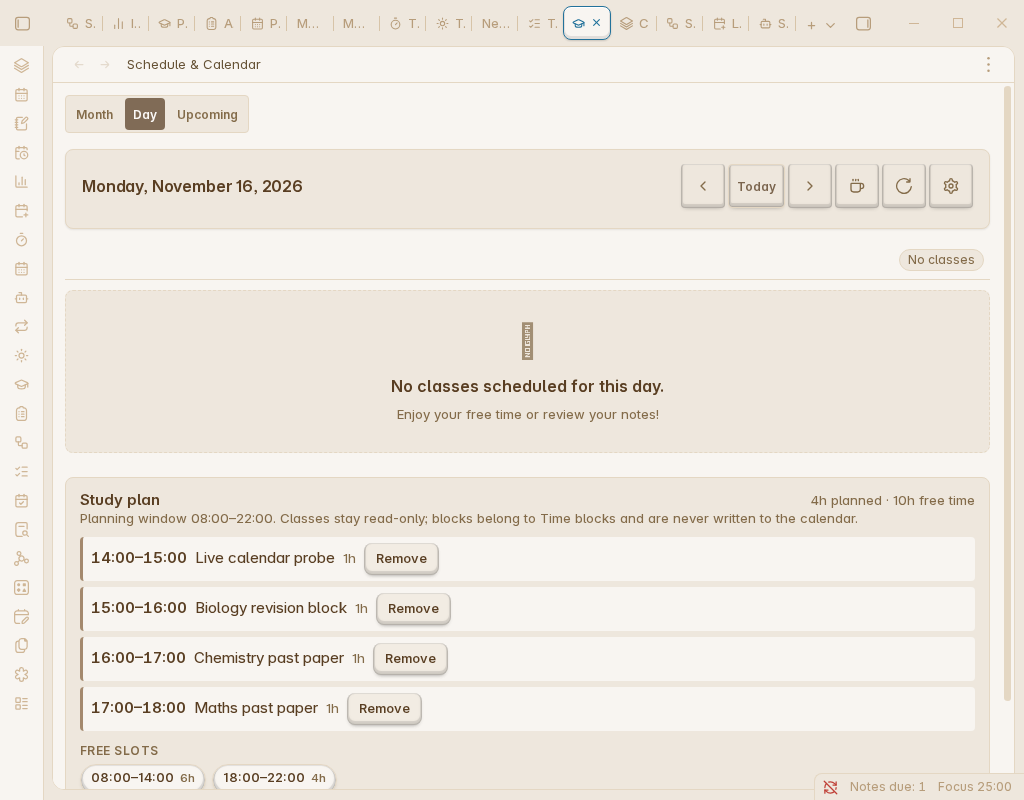 S.
I.
P.
A
P.
M...
M...
T.
T.
Ne...
T.
C
S.
L.
S.
Schedule & Calendar
Month Day Upcoming
Monday, November 16, 2026
Today
No classes
NO GLYPH
No classes scheduled for this day.
Enjoy your free time or review your notes!
Study plan
4h planned · 10h free time
Planning window 08:00–22:00. Classes stay read-only; blocks belong to Time blocks and are never written to the calendar.
14:00–15:00 Live calendar probe 1h Remove
15:00–16:00 Biology revision block 1h Remove
16:00–17:00 Chemistry past paper 1h Remove
17:00–18:00 Maths past paper 1h Remove
FREE SLOTS
08:00–14:00 6h 18:00–22:00 4h
Notes due: 1 Focus 25:00